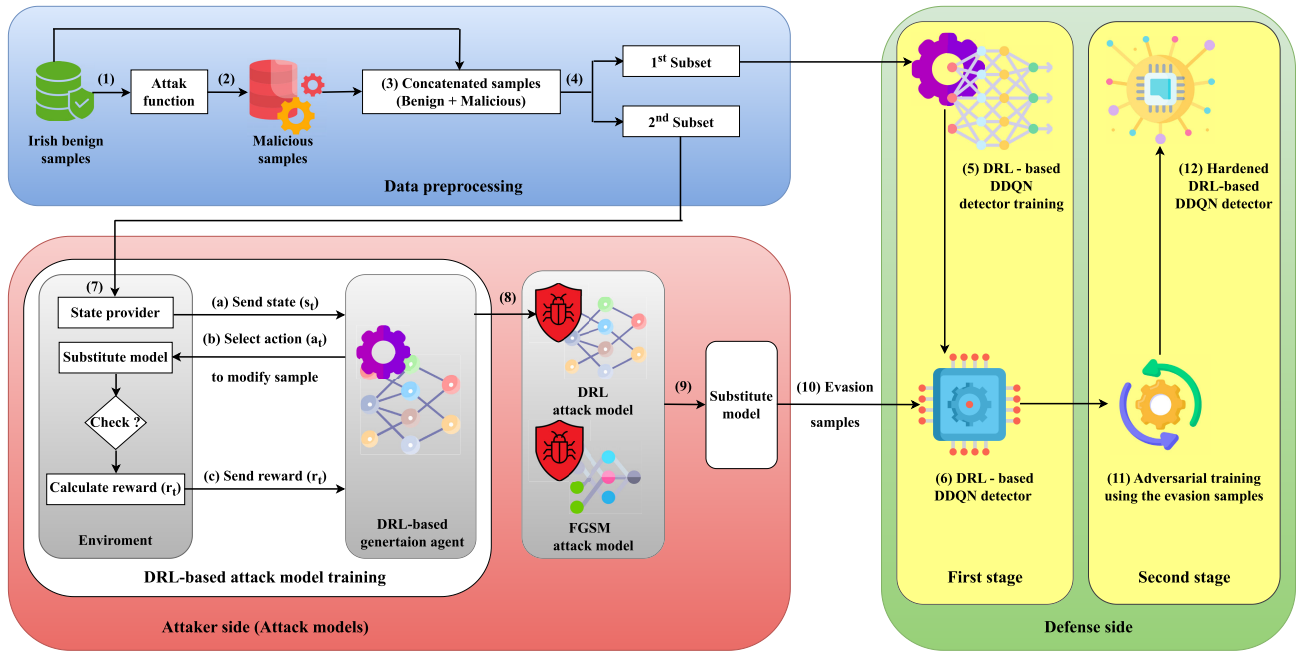 (1)
Attak
function
(2)
Irish benign
samples
Malicious
samples
(3) Concatenated samples
(Benign + Malicious)
(4)
1st Subset
2nd Subset
Data preprocessing
(7)
State provider
Substitute model
Check ?
Calculate reward (rt)
Enviroment
(a) Send state (st)
(b) Select action (at)
to modify sample
(c) Send reward (rt)
DRL-based
genertaion agent
DRL-based attack model training
(8)
DRL
attack model
FGSM
attack model
(9)
Substitute
model
(10) Evasion
samples
Attaker side (Attack models)
(5) DRL - based
DDQN
detector training
(6) DRL - based
DDQN detector
First stage
(12) Hardened
DRL-based
DDQN detector
(11) Adversarial training
using the evasion samples
Second stage
Defense side